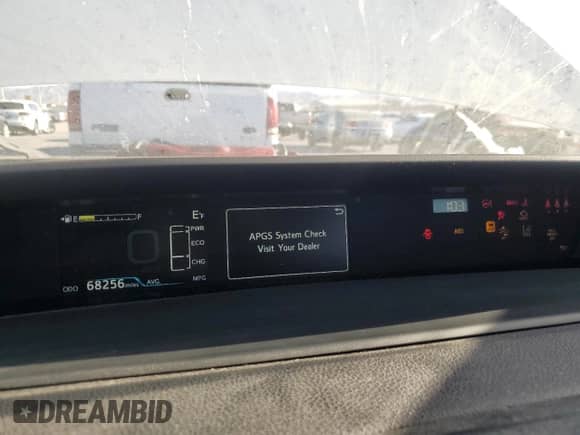 E F
E°F
PWR
ECO
CHG
MPG
ODO 68256 miles AVG.
APGS System Check
Visit Your Dealer
DREAMBID